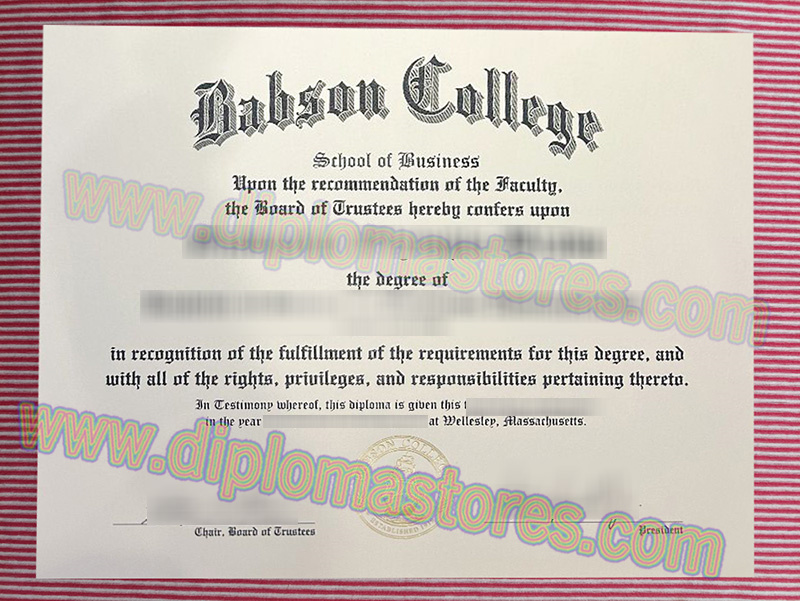 Babson College
School of Business
Upon the recommendation of the Faculty,
the Board of Trustees hereby confers upon
www.diplomastores.com
the degree of
in recognition of the fulfillment of the requirements for this degree, and
with all of the rights, privileges, and responsibilities pertaining thereto.
In Testimony whereof, this diploma is given this
in the year at Wellesley, Massachusetts.
www.diplomastores.com
Chair, Board of Trustees
President